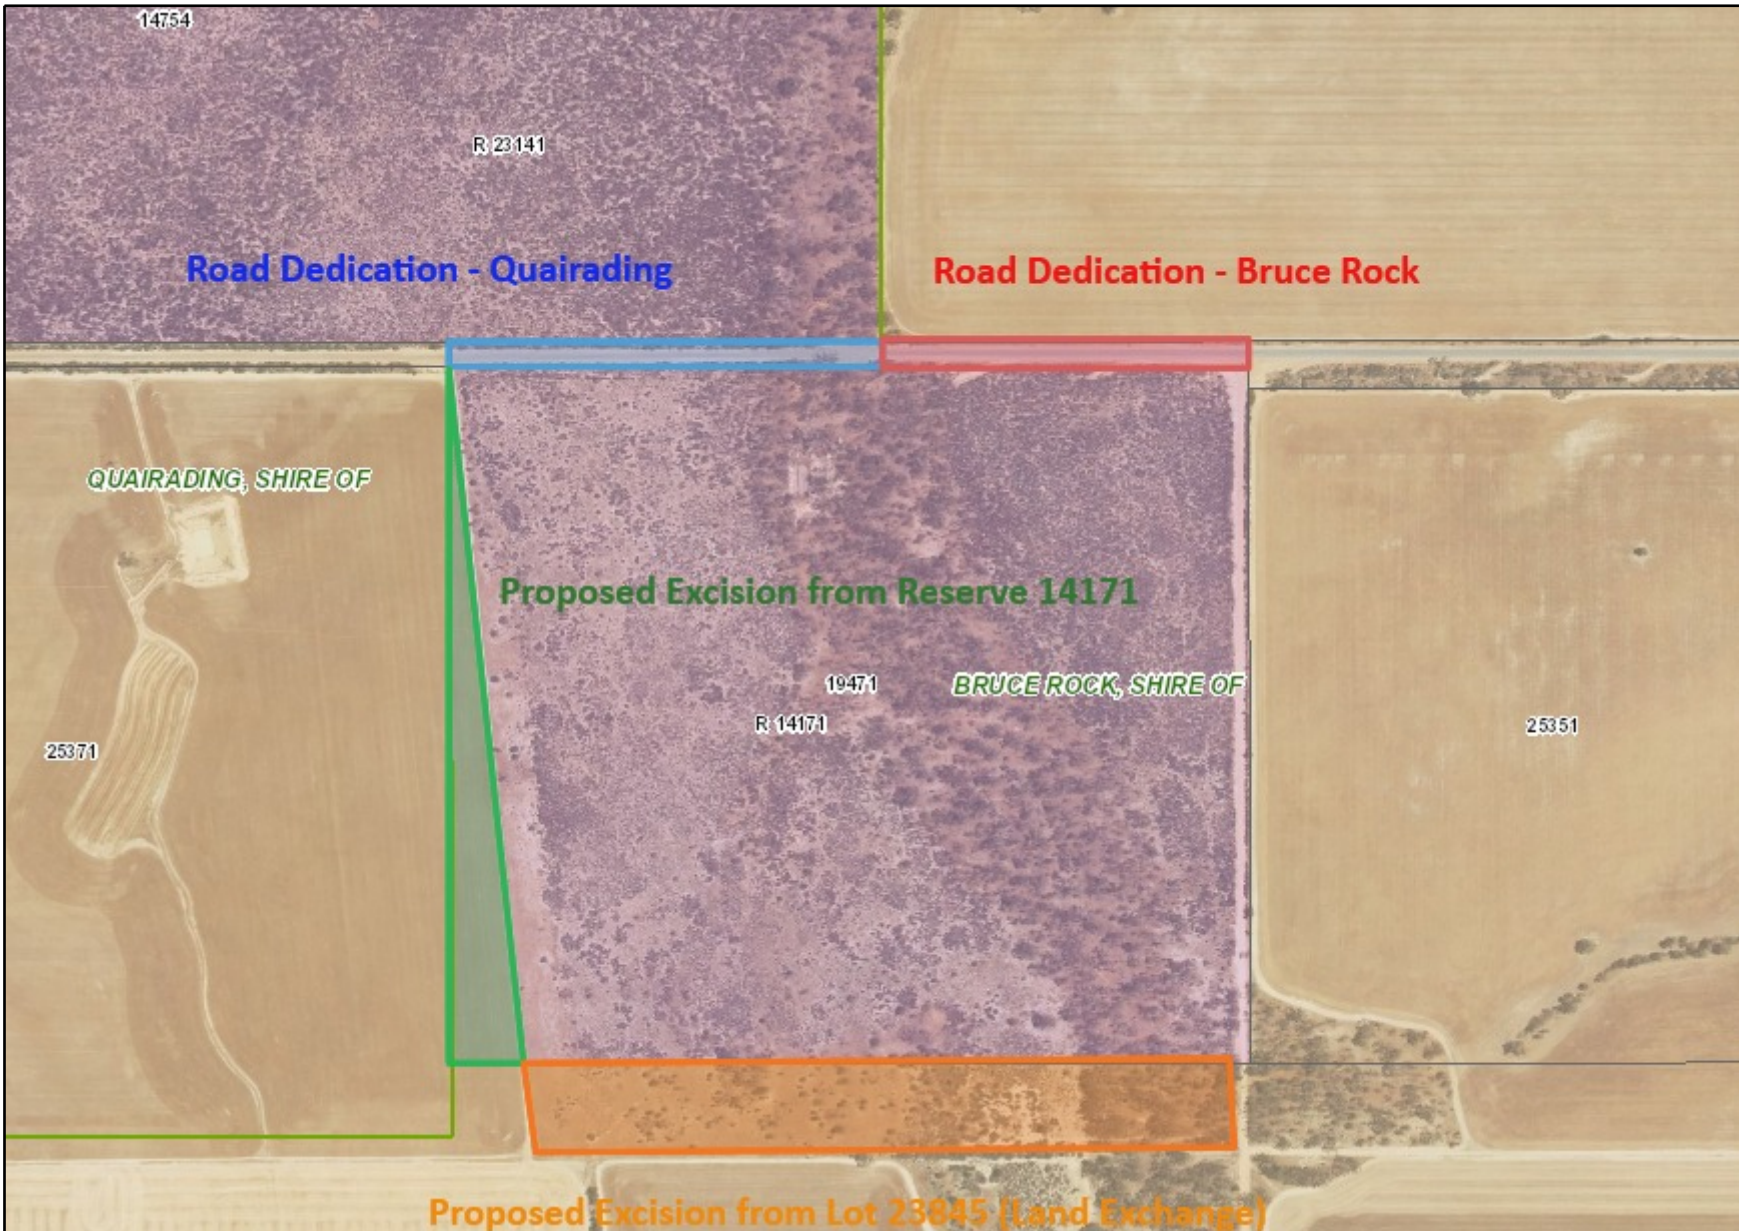 14754
R 23141
Road Dedication - Quairading
Road Dedication - Bruce Rock
QUAIRADING, SHIRE OF
Proposed Excision from Reserve 14171
19471
BRUCE ROCK, SHIRE OF
R 14171
25371
25351
Proposed Excision from Lot 23845 (Land Exchange)